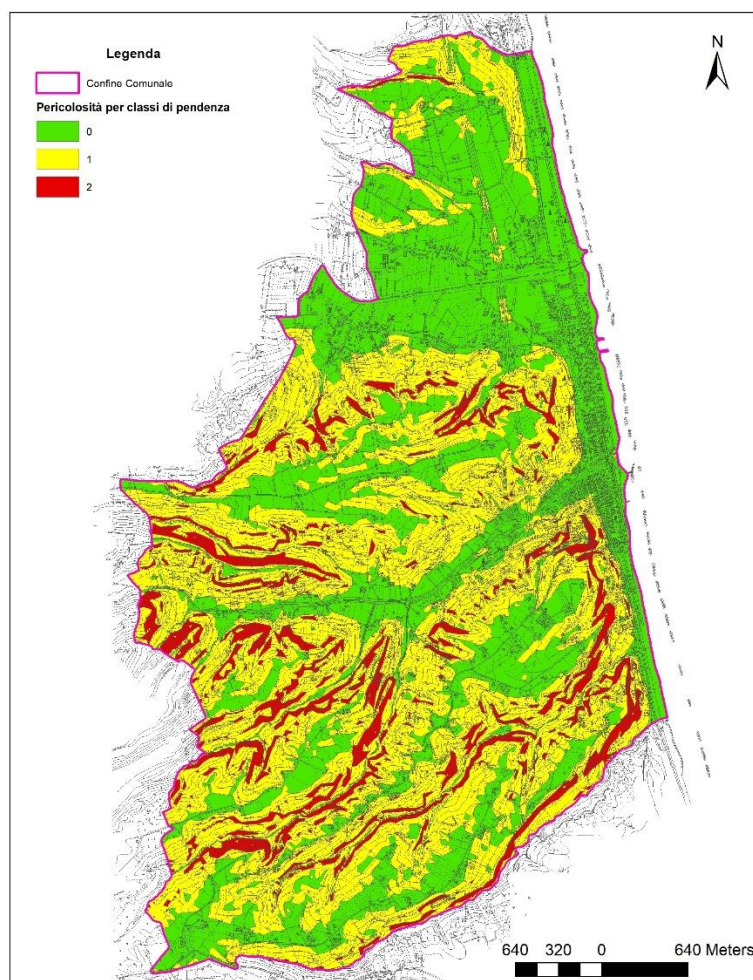 Legenda
Confine Comunale
Pericolosità per classi di pendenza
0
1
2
N
640 320 0 640 Meters